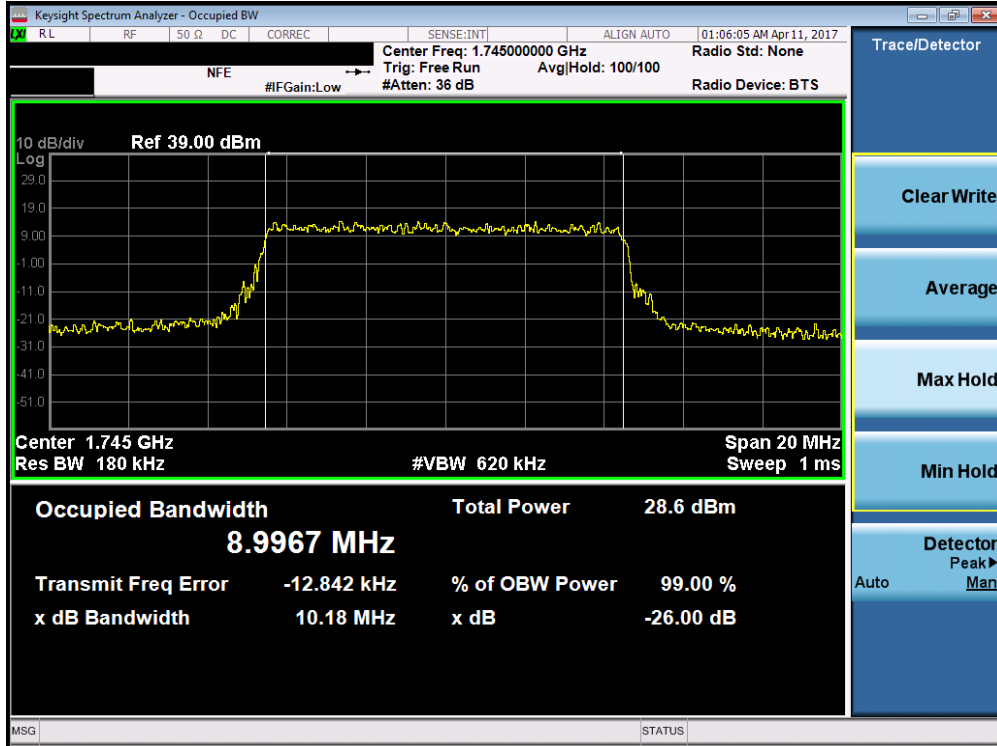 Keysight Spectrum Analyzer - Occupied BW
LXI RL RF 50 Ω DC CORREC SENSE:INT ALIGN AUTO 01:06:05 AM Apr 11, 2017
Center Freq: 1.745000000 GHz Radio Std: None
NFE Trig: Free Run Avg|Hold: 100/100
#IFGain:Low #Atten: 36 dB Radio Device: BTS
10 dB/div Ref 39.00 dBm
Log
29.0
19.0
9.00
-1.00
-11.0
-21.0
-31.0
-41.0
-51.0
Center 1.745 GHz Span 20 MHz
Res BW 180 kHz #VBW 620 kHz Sweep 1 ms
Occupied Bandwidth Total Power 28.6 dBm
8.9967 MHz
Transmit Freq Error -12.842 kHz % of OBW Power 99.00 %
x dB Bandwidth 10.18 MHz x dB -26.00 dB
MSG STATUS
Trace/Detector
Clear Write
Average
Max Hold
Min Hold
Detector
Peak▶
Auto Man